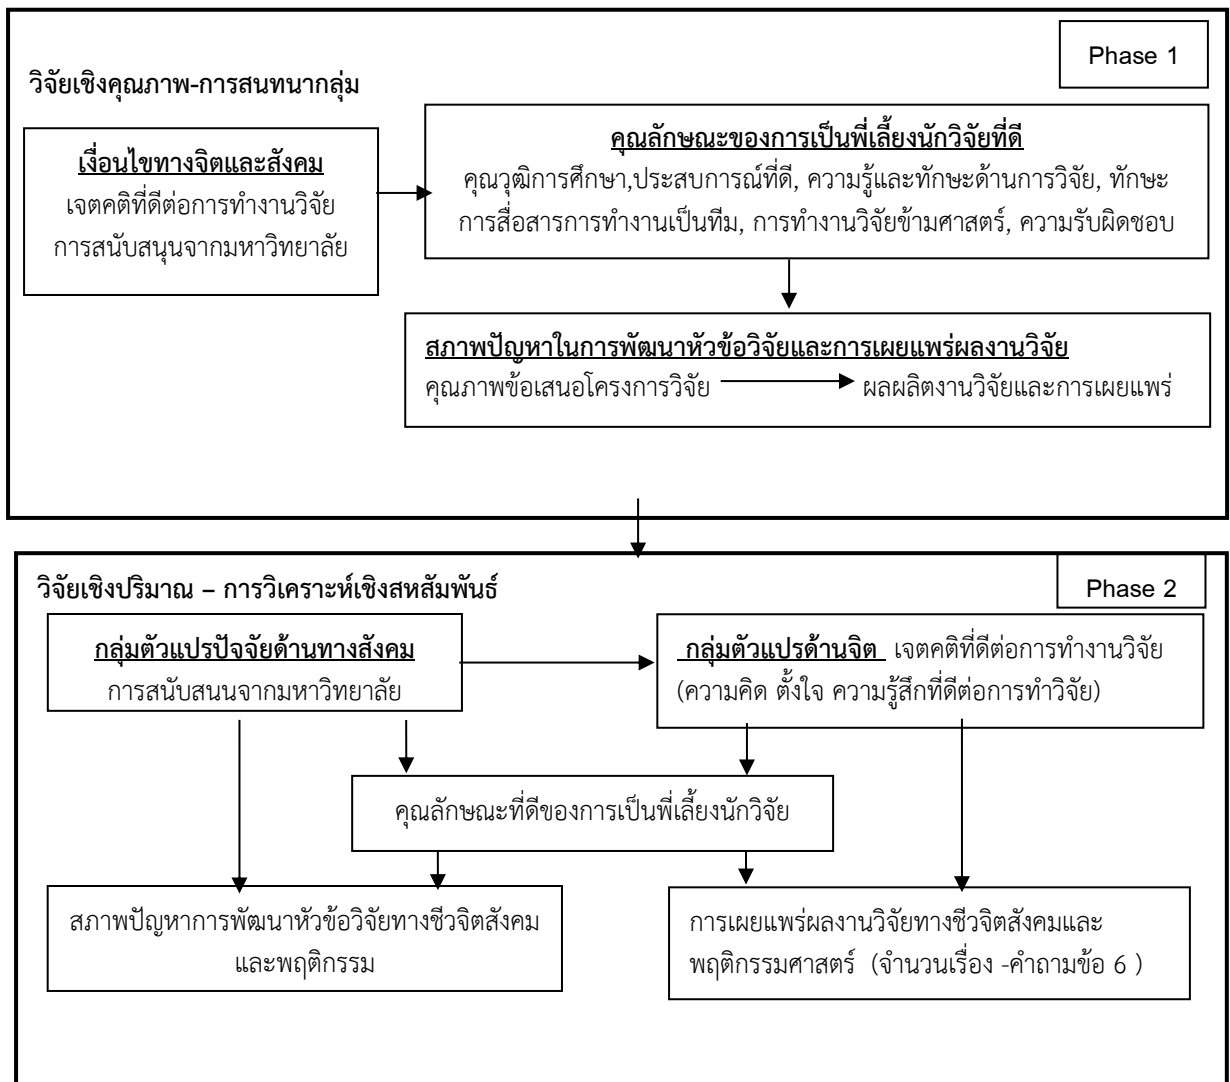 Phase 1
วิจัยเชิงคุณภาพ-การสนทนากลุ่ม
เงื่อนไขทางจิตและสังคม
เจตคติที่ดีต่อการทำงานวิจัย
การสนับสนุนจากมหาวิทยาลัย
คุณลักษณะของการเป็นพี่เลี้ยงนักวิจัยที่ดี
คุณวุฒิการศึกษา,ประสบการณ์ที่ดี, ความรู้และทักษะด้านการวิจัย, ทักษะ
การสื่อสารการทำงานเป็นทีม, การทำงานวิจัยข้ามศาสตร์, ความรับผิดชอบ
สภาพปัญหาในการพัฒนาหัวข้อวิจัยและการเผยแพร่ผลงานวิจัย
คุณภาพข้อเสนอโครงการวิจัย ผลผลิตงานวิจัยและการเผยแพร่
Phase 2
วิจัยเชิงปริมาณ – การวิเคราะห์เชิงสหสัมพันธ์
กลุ่มตัวแปรปัจจัยด้านทางสังคม
การสนับสนนจากมหาวิทยาลัย
กลุ่มตัวแปรด้านจิต เจตคติที่ดีต่อการทำงานวิจัย
(ความคิด ตั้งใจ ความรู้สึกที่ดีต่อการทำวิจัย)
คุณลักษณะที่ดีของการเป็นพี่เลี้ยงนักวิจัย
สภาพปัญหาการพัฒนาหัวข้อวิจัยทางชีวจิตสังคม
และพฤติกรรม
การเผยแพร่ผลงานวิจัยทางชีวจิตสังคมและ
พฤติกรรมศาสตร์ (จำนวนเรื่อง -คำถามข้อ 6 )